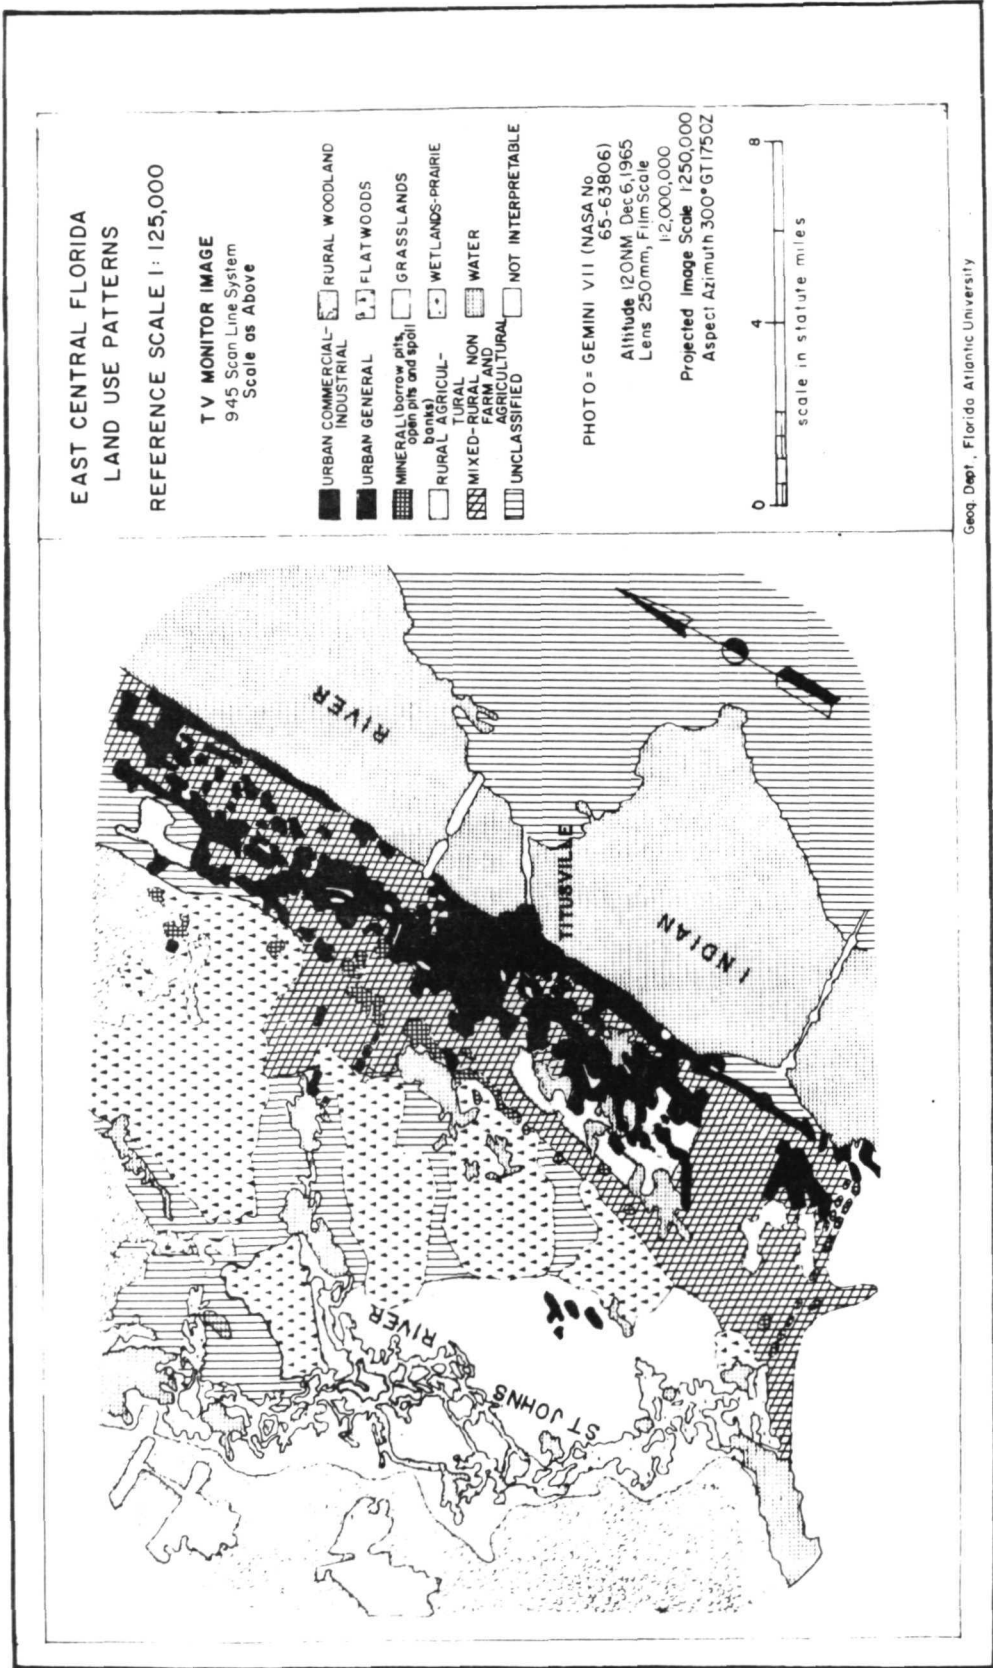 EAST CENTRAL FLORIDA
LAND USE PATTERNS
REFERENCE SCALE 1: 125,000
TV MONITOR IMAGE
945 Scan Line System
Scale as Above
URBAN COMMERCIAL-
INDUSTRIAL
URBAN GENERAL
MINERAL(borrow pits,
open pits and spoil
banks)
RURAL AGRICUL-
TURAL
MIXED-RURAL NON
FARM AND
AGRICULTURAL
UNCLASSIFIED
RURAL WOODLAND
FLATWOODS
GRASSLANDS
WETLANDS-PRAIRIE
WATER
NOT INTERPRETABLE
PHOTO= GEMINI VII (NASA No
65-63806)
Altitude 120NM Dec 6,1965
Lens 250mm, Film Scale
1:2,000,000
Projected Image Scale 1:250,000
Aspect Azimuth 300° GT1750Z
0 4 8
scale in statute miles
Geog. Dept., Florida Atlantic University
RIVER
TITUSVILLE
INDIAN
RIVER
ST JOHNS